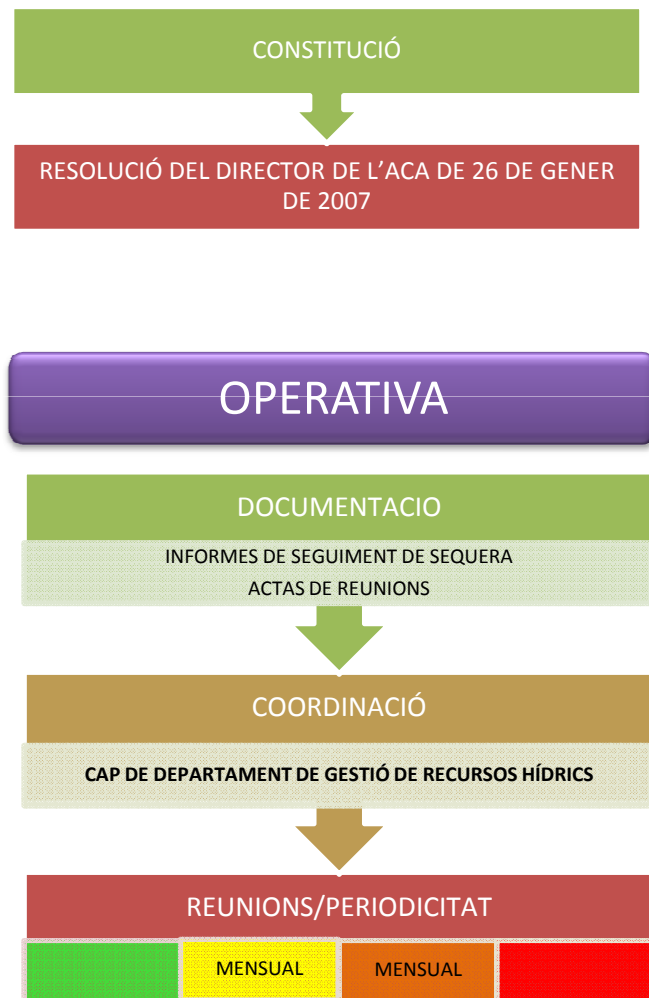 CONSTITUCIÓ
RESOLUCIÓ DEL DIRECTOR DE L’ACA DE 26 DE GENER
DE 2007
OPERATIVA
DOCUMENTACIO
INFORMES DE SEGUIMENT DE SEQUERA
ACTAS DE REUNIONS
COORDINACIÓ
CAP DE DEPARTAMENT DE GESTIÓ DE RECURSOS HÍDRICS
REUNIONS/PERIODICITAT
MENSUAL MENSUAL